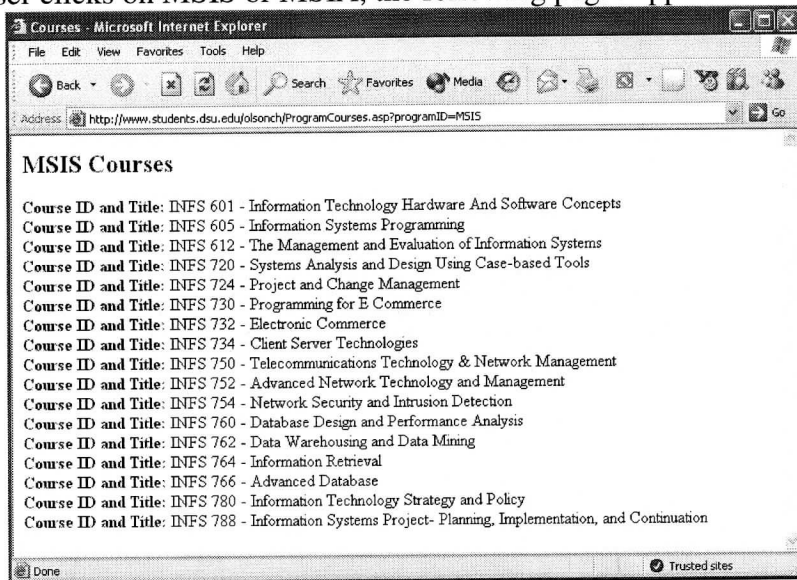 ser clicks on MSIS or MSIA, the following page app
Courses - Microsoft Internet Explorer
File Edit View Favorites Tools Help
Back Search Favorites Media
Address http://www.students.dsu.edu/olsonch/ProgramCourses.asp?programID=MSIS Go
MSIS Courses
Course ID and Title: INFS 601 - Information Technology Hardware And Software Concepts
Course ID and Title: INFS 605 - Information Systems Programming
Course ID and Title: INFS 612 - The Management and Evaluation of Information Systems
Course ID and Title: INFS 720 - Systems Analysis and Design Using Case-based Tools
Course ID and Title: INFS 724 - Project and Change Management
Course ID and Title: INFS 730 - Programming for E Commerce
Course ID and Title: INFS 732 - Electronic Commerce
Course ID and Title: INFS 734 - Client Server Technologies
Course ID and Title: INFS 750 - Telecommunications Technology & Network Management
Course ID and Title: INFS 752 - Advanced Network Technology and Management
Course ID and Title: INFS 754 - Network Security and Intrusion Detection
Course ID and Title: INFS 760 - Database Design and Performance Analysis
Course ID and Title: INFS 762 - Data Warehousing and Data Mining
Course ID and Title: INFS 764 - Information Retrieval
Course ID and Title: INFS 766 - Advanced Database
Course ID and Title: INFS 780 - Information Technology Strategy and Policy
Course ID and Title: INFS 788 - Information Systems Project- Planning, Implementation, and Continuation
Done Trusted sites